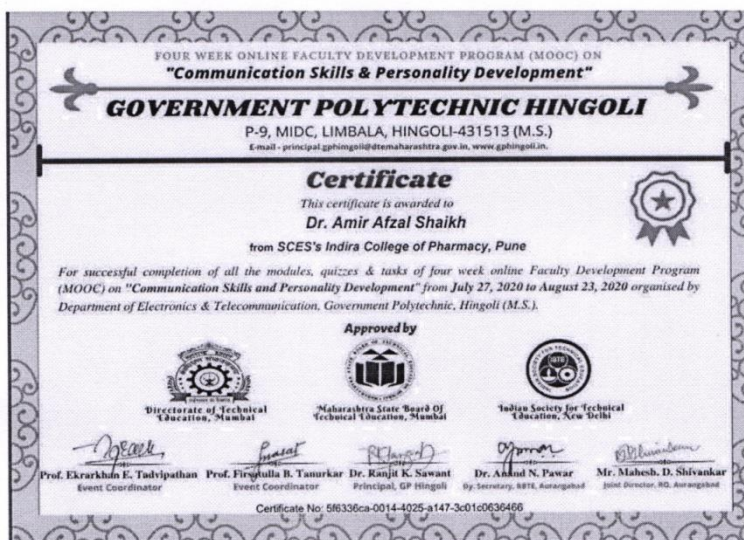 FOUR WEEK ONLINE FACULTY DEVELOPMENT PROGRAM (MOOC) ON
"Communication Skills & Personality Development"
GOVERNMENT POLYTECHNIC HINGOLI
P-9, MIDC, LIMBALA, HINGOLI-431513 (M.S.)
E-mail - principal.gphimgoli@dtemaharashtra.gov.in, www.gphingoli.in.
Certificate
This certificate is awarded to
Dr. Amir Afzal Shaikh
from SCES's Indira College of Pharmacy, Pune
For successful completion of all the modules, quizzes & tasks of four week online Faculty Development Program
(MOOC) on "Communication Skills and Personality Development" from July 27, 2020 to August 23, 2020 organised by
Department of Electronics & Telecommunication, Government Polytechnic, Hingoli (M.S.).
Approved by
Directorate of Technical Education, Mumbai
Maharashtra State Board Of Technical Education, Mumbai
Indian Society for Technical Education, New Delhi
Prof. Ekrarkhan E. Tadvipathan Prof. Firojhulla B. Tanurkar Dr. Ranjit K. Sawant Dr. Anand N. Pawar Mr. Mahesh. D. Shivankar
Event Coordinator Event Coordinator Principal, GP Hingoli Dy. Secretary, RBTE, Aurangabad Joint Director, RO, Aurangabad
Certificate No: 5f6336ca-0014-4025-a147-3c01c0636466